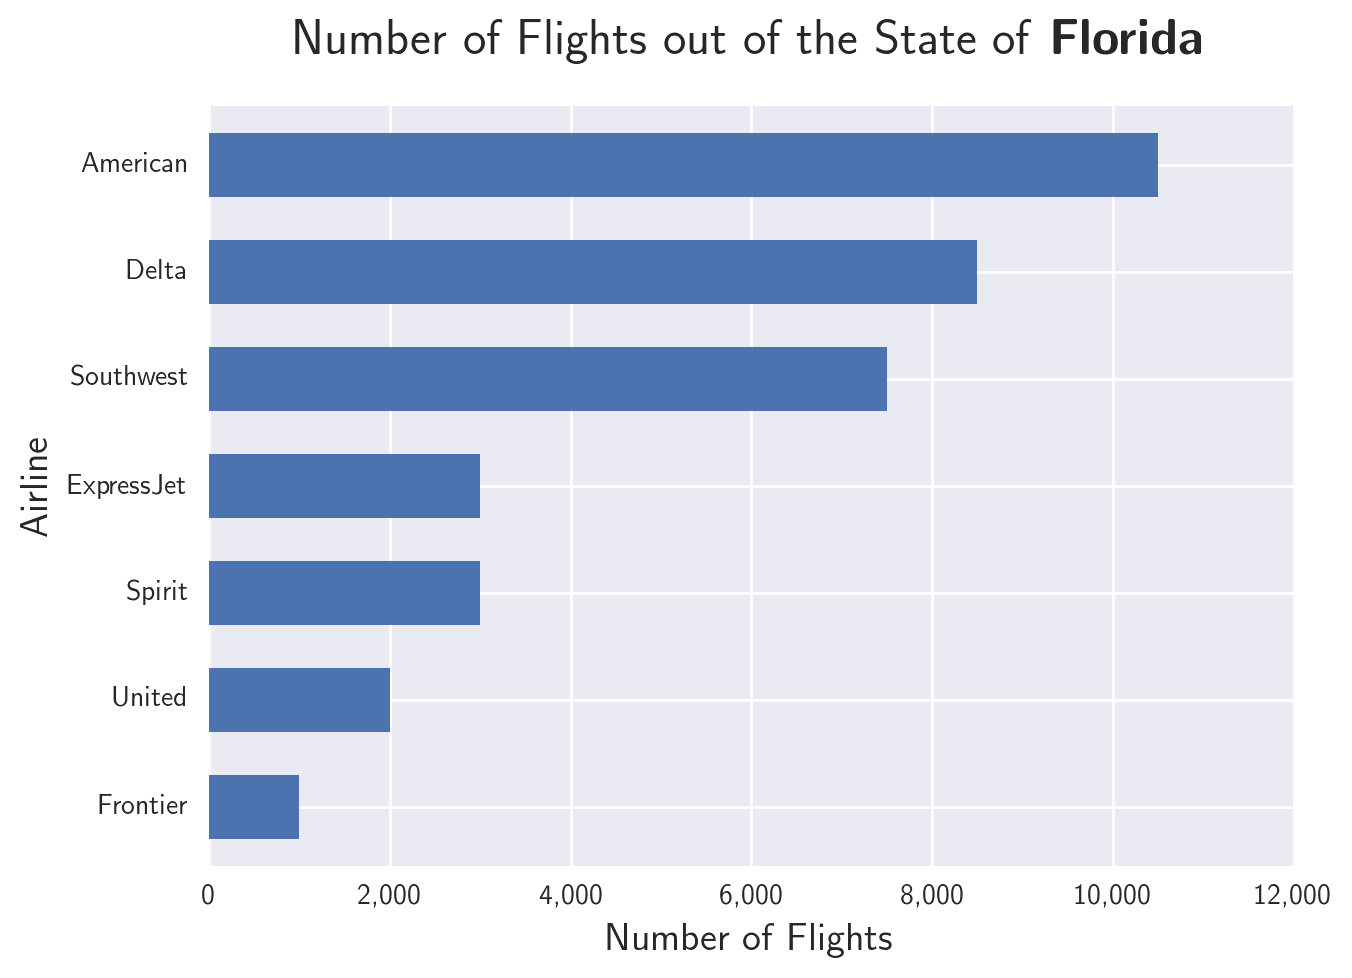 Number of Flights out of the State of Florida
American
Delta
Southwest
ExpressJet
Spirit
United
Frontier
Airline
0 2,000 4,000 6,000 8,000 10,000 12,000
Number of Flights